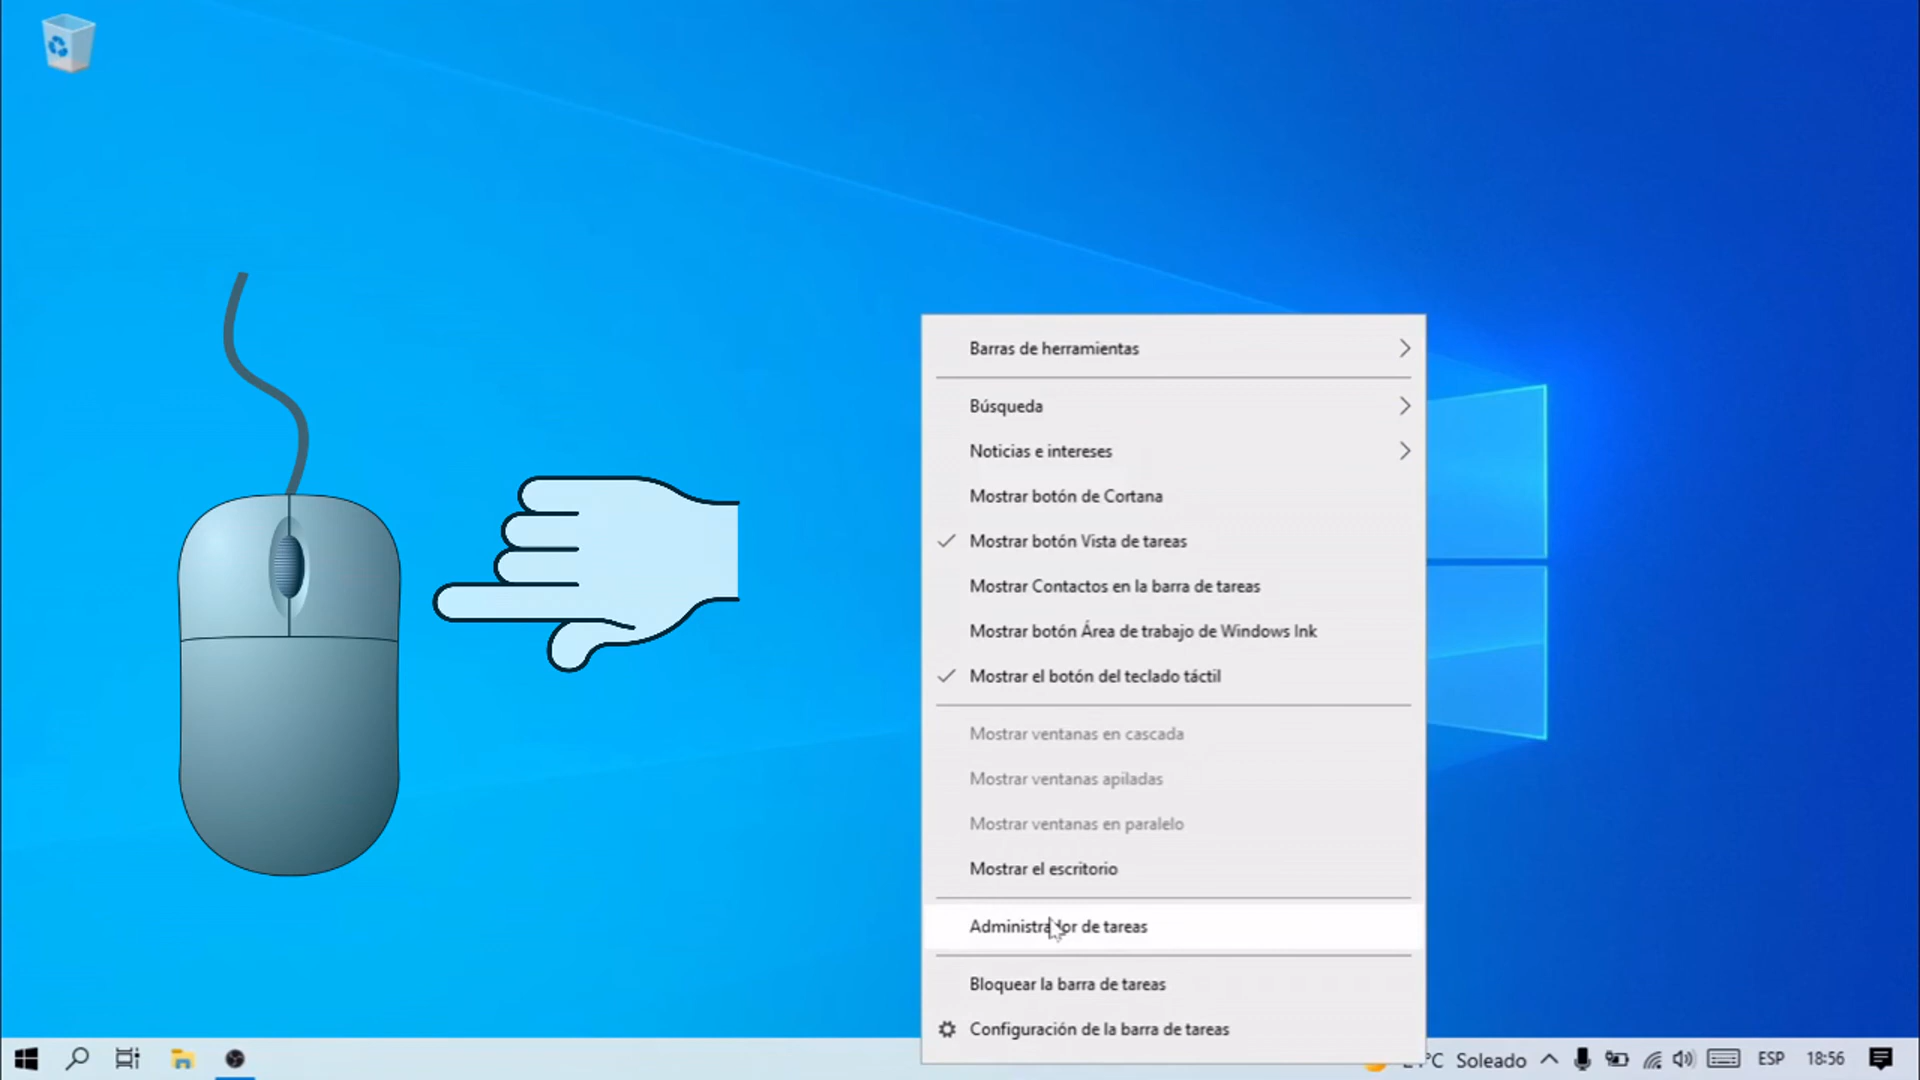 Barras de herramientas
Búsqueda
Noticias e intereses
Mostrar botón de Cortana
Mostrar botón Vista de tareas
Mostrar Contactos en la barra de tareas
Mostrar botón Área de trabajo de Windows Ink
Mostrar el botón del teclado táctil
Mostrar ventanas en cascada
Mostrar ventanas apiladas
Mostrar ventanas en paralelo
Mostrar el escritorio
Administrador de tareas
Bloquear la barra de tareas
Configuración de la barra de tareas
Soleado ESP 18:56